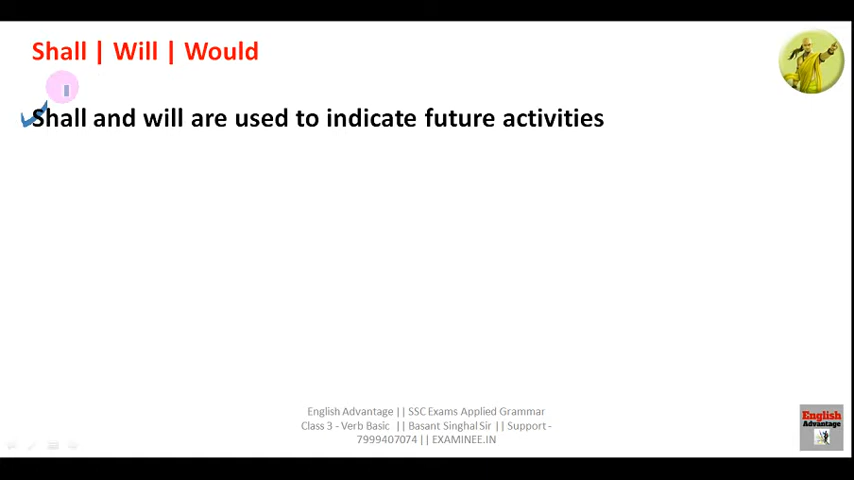 Shall | Will | Would
Shall and will are used to indicate future activities
English Advantage || SSC Exams Applied Grammar
Class 3 - Verb Basic || Basant Singhal Sir || Support -
7999407074 || EXAMINEE.IN
English
Advantage